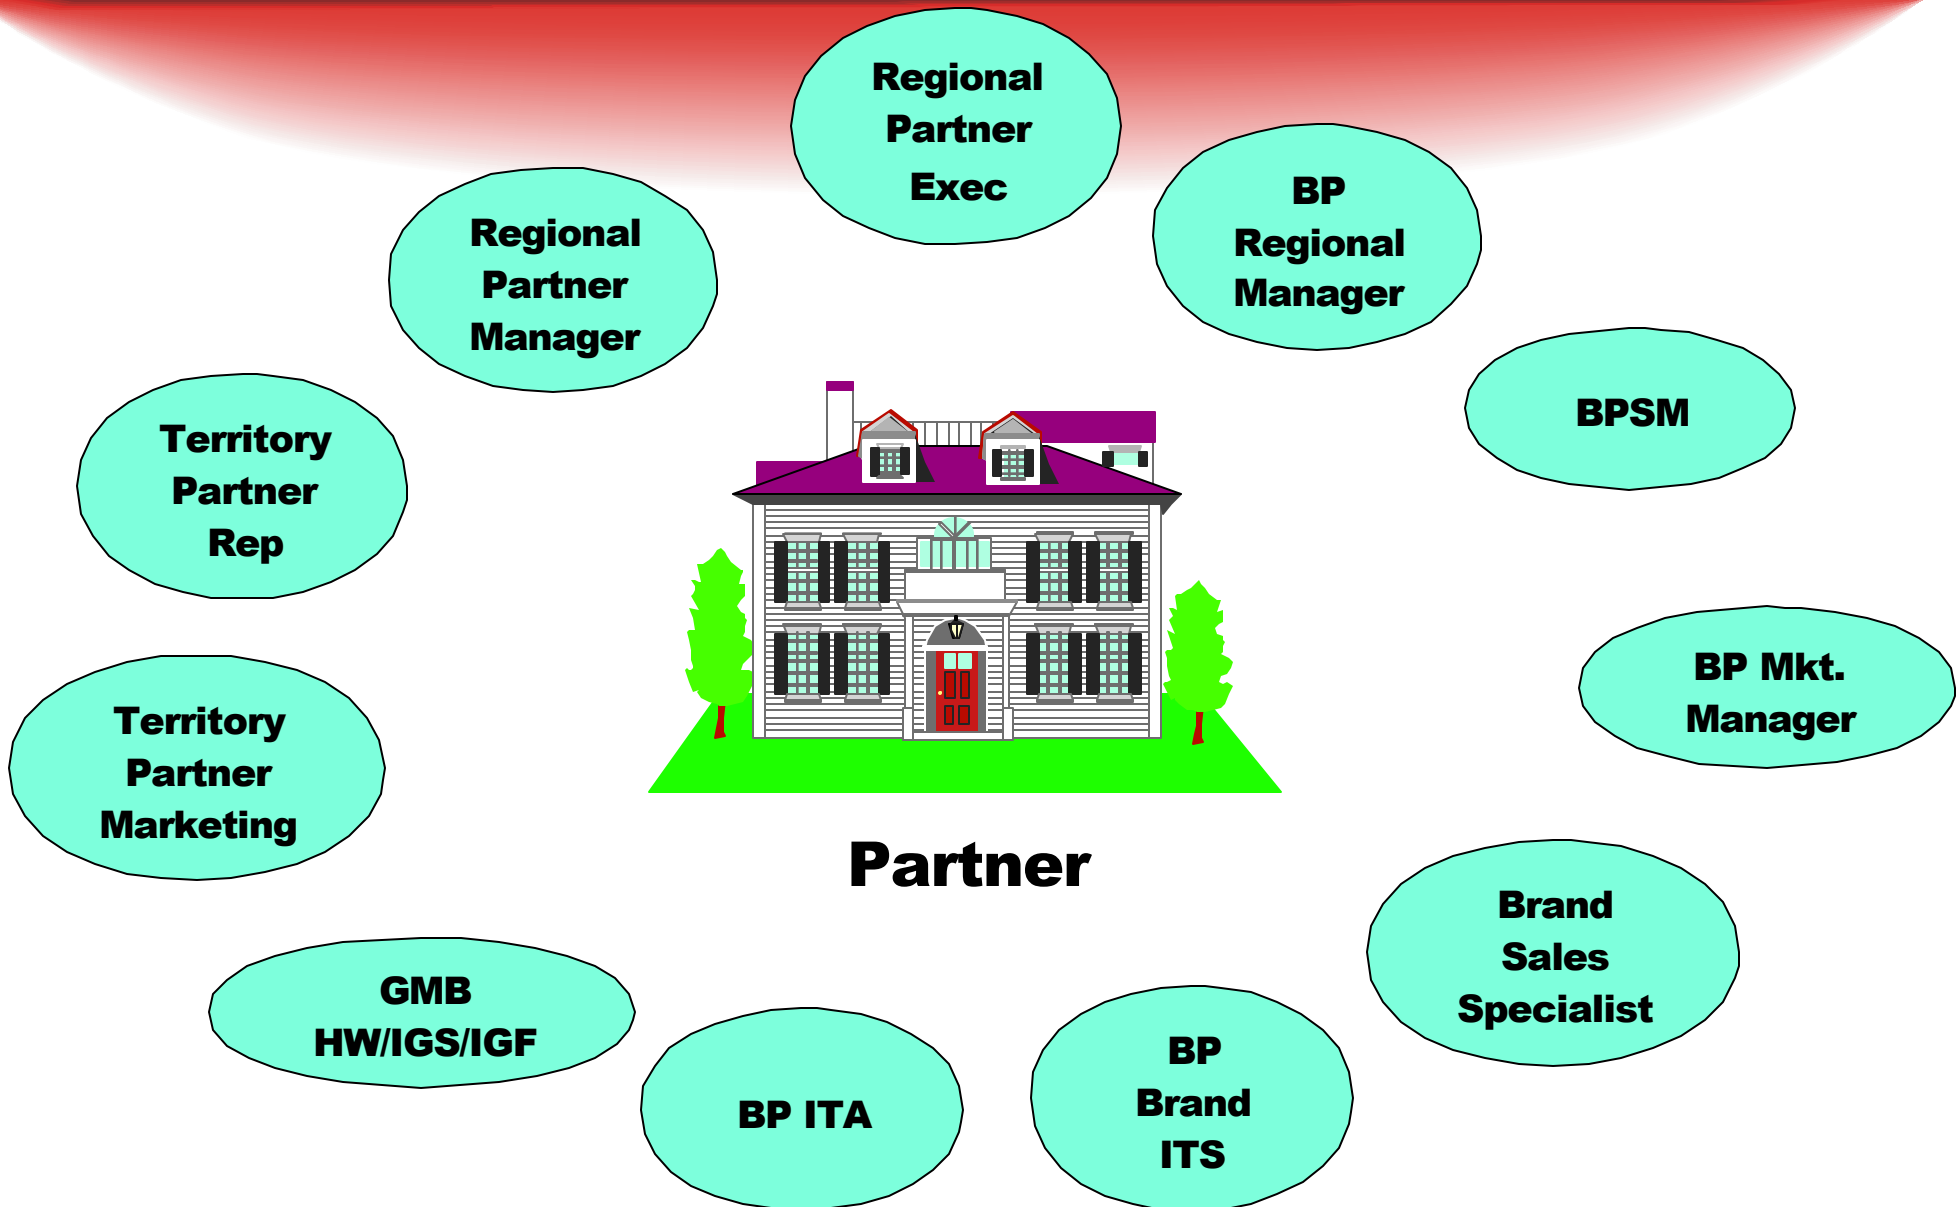 Regional
Partner
Exec
BP
Regional
Manager
Regional
Partner
Manager
BPSM
Territory
Partner
Rep
BP Mkt.
Manager
Territory
Partner
Marketing
Partner
Brand
Sales
Specialist
GMB
HW/IGS/IGF
BP ITA
BP
Brand
ITS